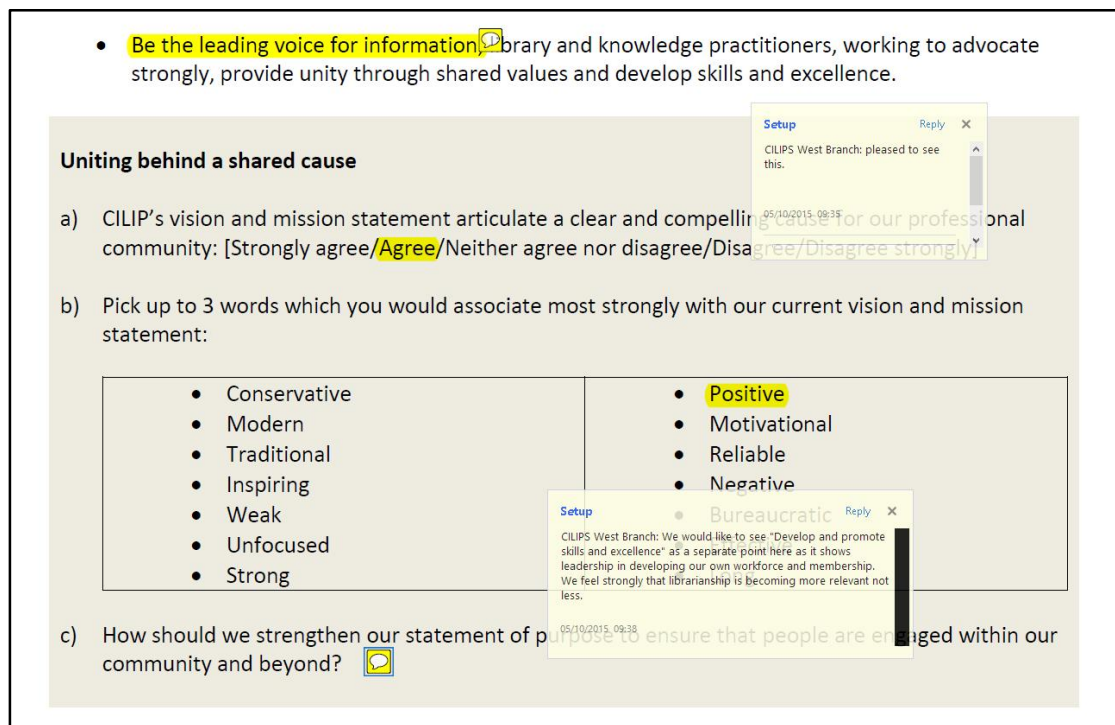 • Be the leading voice for information, library and knowledge practitioners, working to advocate
strongly, provide unity through shared values and develop skills and excellence.
Setup Reply ×
CILIPS West Branch: pleased to see
this.
05/10/2015 09:35
Uniting behind a shared cause
a) CILIP's vision and mission statement articulate a clear and compelling cause for our professional
community: [Strongly agree/Agree/Neither agree nor disagree/Disagree/Disagree strongly]
b) Pick up to 3 words which you would associate most strongly with our current vision and mission
statement:
• Conservative
• Modern
• Traditional
• Inspiring
• Weak
• Unfocused
• Strong
• Positive
• Motivational
• Reliable
• Negative
• Bureaucratic
• Effective
• Long
Setup Reply ×
CILIPS West Branch: We would like to see "Develop and promote
skills and excellence" as a separate point here as it shows
leadership in developing our own workforce and membership.
We feel strongly that librarianship is becoming more relevant not
less.
05/10/2015 09:38
c) How should we strengthen our statement of purpose to ensure that people are engaged within our
community and beyond?